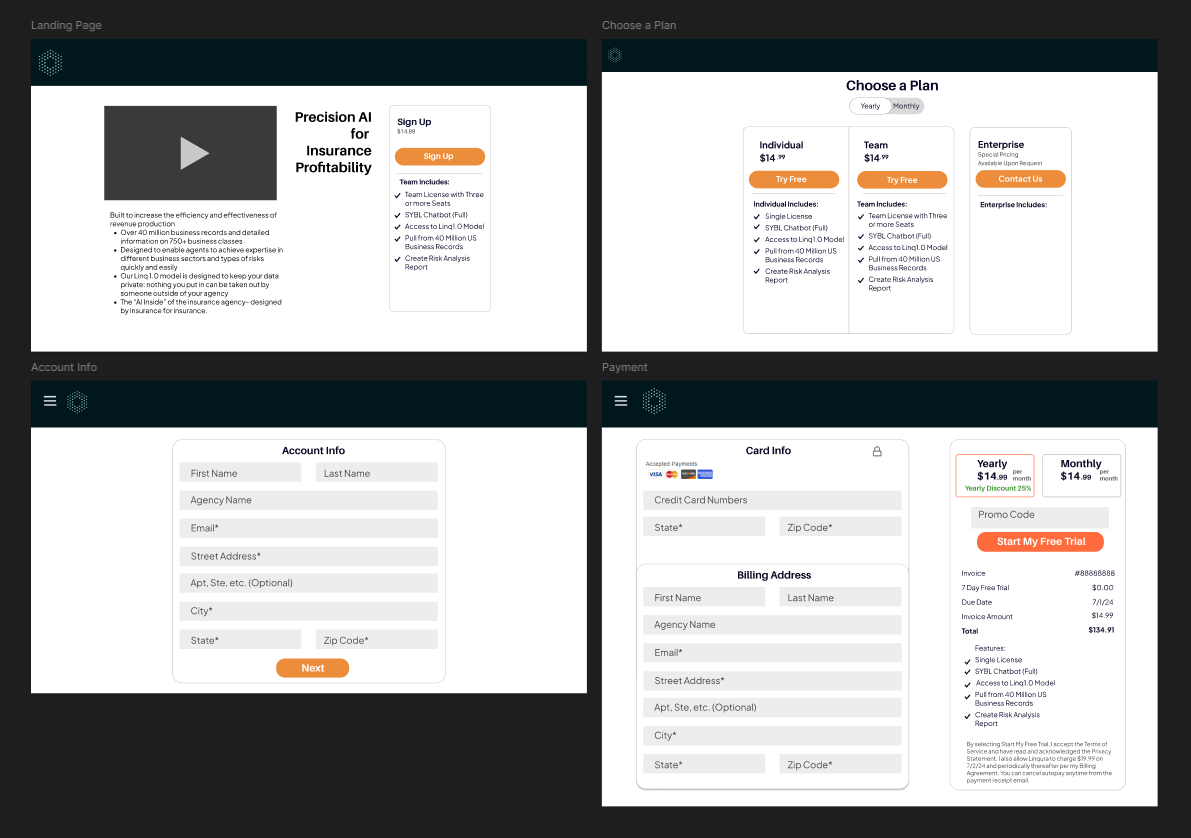 Landing Page
Precision AI
for
Insurance
Profitability
Built to increase the efficiency and effectiveness of
revenue production
Over 40 million business records and detailed
information on 750+ business classes
Designed to enable agents to achieve expertise in
different business sectors and types of risks
quickly and easily
Our Linq 1.0 model is designed to keep your data
private: nothing you put in can be taken out by
someone outside of your agency
The "AI Inside" of the insurance agency- designed
by insurance for insurance.
Sign Up
$14.99
Sign Up
Team Includes:
Team License with Three
or more Seats
SYBL Chatbot (Full)
Access to Linq1.0 Model
Pull from 40 Million US
Business Records
Create Risk Analysis
Report
Choose a Plan
Choose a Plan
Yearly Monthly
Individual
$14.99
Try Free
Individual Includes:
Single License
SYBL Chatbot (Full)
Access to Linq1.0 Model
Pull from 40 Million US
Business Records
Create Risk Analysis
Report
Team
$14.99
Try Free
Team Includes:
Team License with Three
or more Seats
SYBL Chatbot (Full)
Access to Linq1.0 Model
Pull from 40 Million US
Business Records
Create Risk Analysis
Report
Enterprise
Special Pricing
Available Upon Request
Contact Us
Enterprise Includes:
Account Info
Account Info
First Name Last Name
Agency Name
Email*
Street Address*
Apt, Ste, etc. (Optional)
City*
State* Zip Code*
Next
Payment
Card Info
Accepted Payments
VISA
Credit Card Numbers
State* Zip Code*
Billing Address
First Name Last Name
Agency Name
Email*
Street Address*
Apt, Ste, etc. (Optional)
City*
State* Zip Code*
Yearly
$14.99 per month
Yearly Discount 25%
Monthly
$14.99 per month
Promo Code
Start My Free Trial
Invoice #88888888
7 Day Free Trial $0.00
Due Date 7/1/24
Invoice Amount $14.99
Total $134.91
Features:
Single License
SYBL Chatbot (Full)
Access to Linq1.0 Model
Pull from 40 Million US
Business Records
Create Risk Analysis
Report
By selecting Start My Free Trial, I accept the Terms of
Service and have read and acknowledged the Privacy
Statement. I also allow Linqura to charge $19.99 on
7/2/24 and periodically thereafter per my Billing
Agreement. You can cancel autopay anytime from the
payment receipt email.